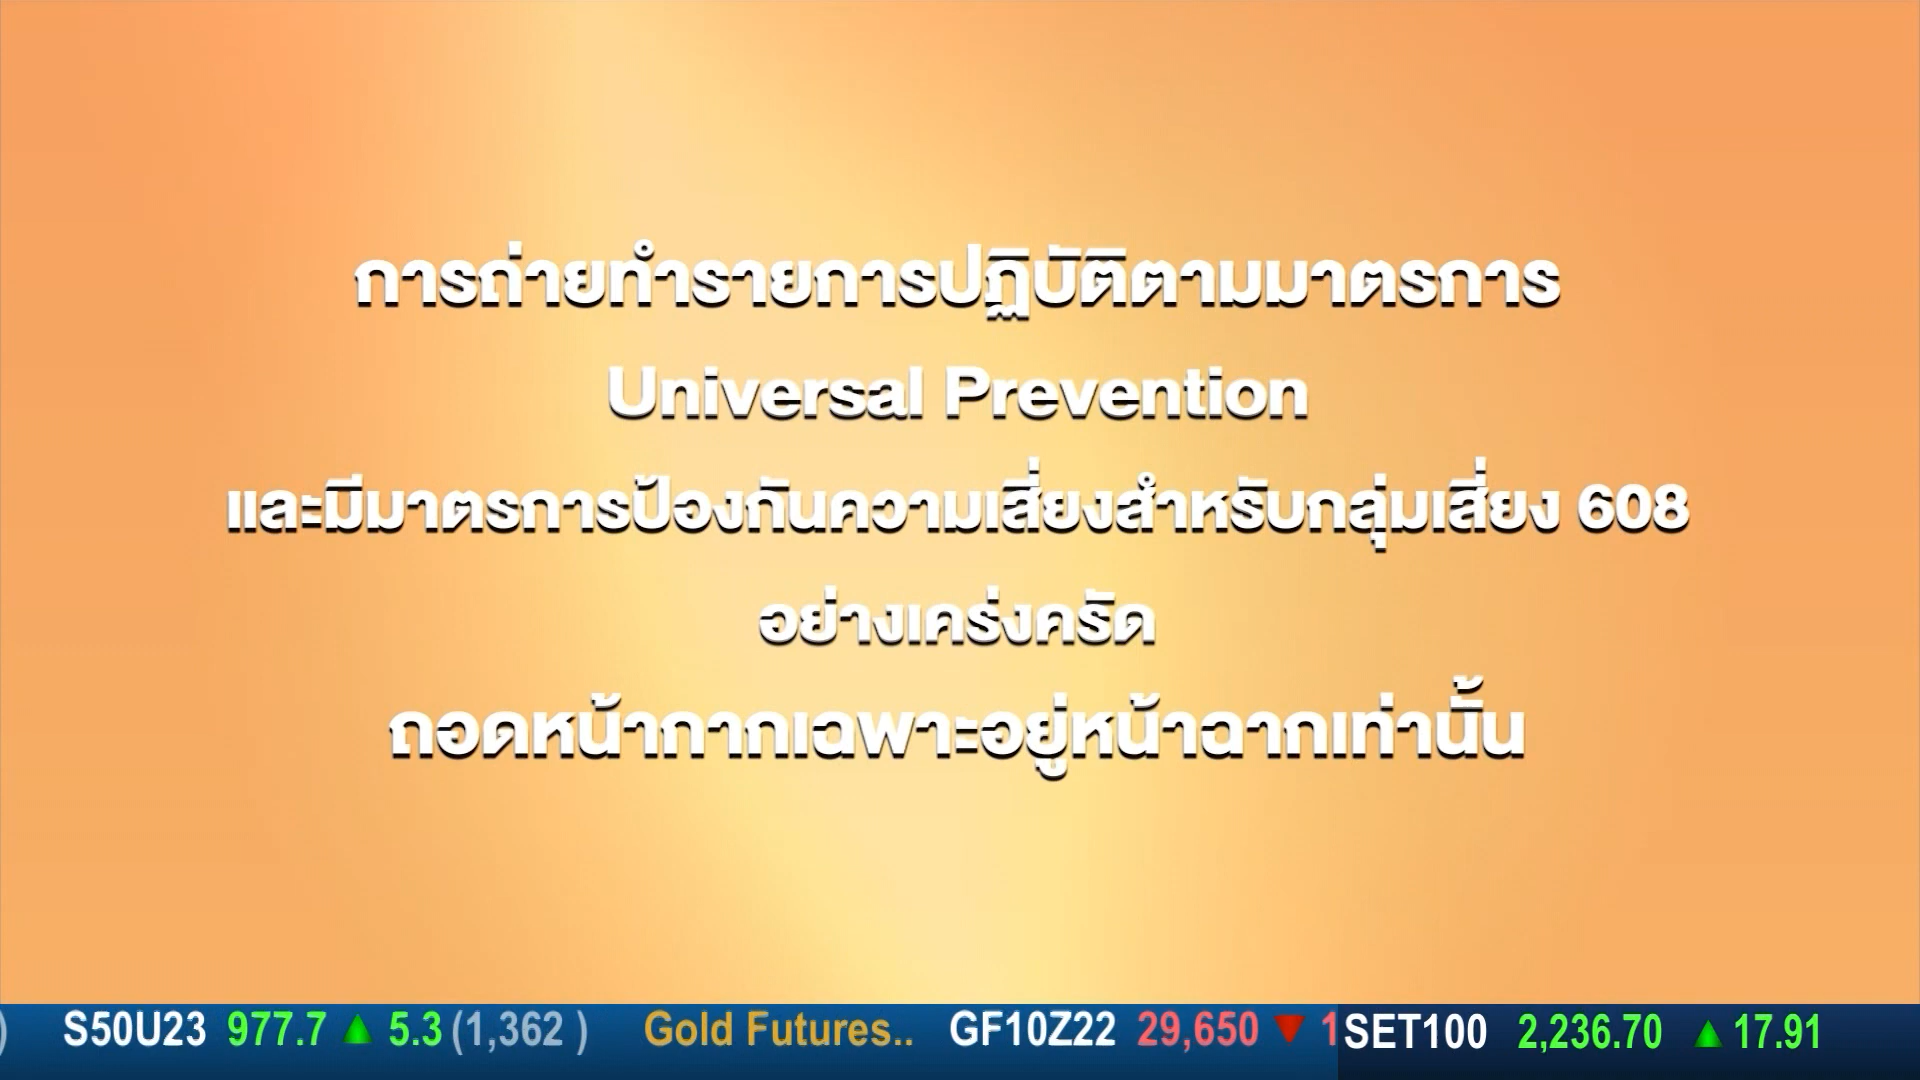 การถ่ายทำรายการปฏิบัติตามมาตรการ
Universal Prevention
และมีมาตรการป้องกันความเสี่ยงสำหรับกลุ่มเสี่ยง 608
อย่างเคร่งครัด
ถอดหน้ากากเฉพาะอยู่หน้าฉากเท่านั้น
) S50U23 977.7 ▲ 5.3 (1,362 ) Gold Futures.. GF10Z22 29,650 ▼ 1 SET100 2,236.70 ▲ 17.91